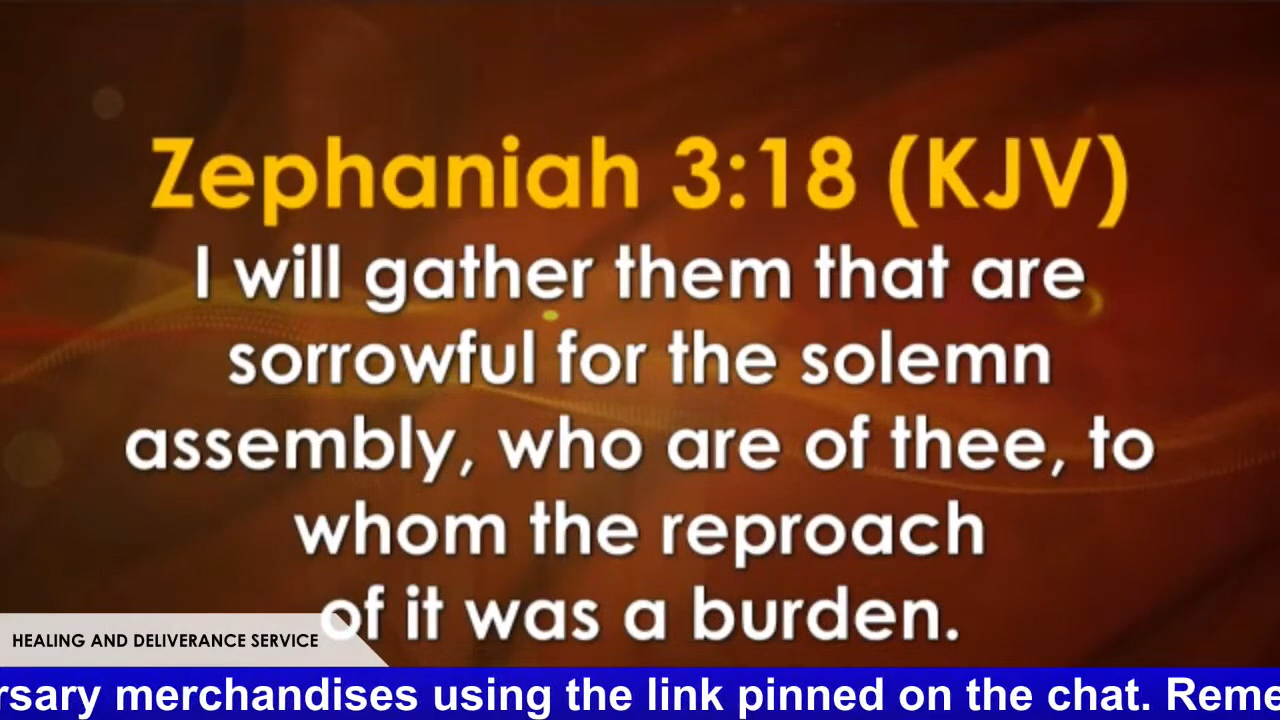 Zephaniah 3:18 (KJV)
I will gather them that are
sorrowful for the solemn
assembly, who are of thee, to
whom the reproach
of it was a burden.
HEALING AND DELIVERANCE SERVICE
rsary merchandises using the link pinned on the chat. Reme